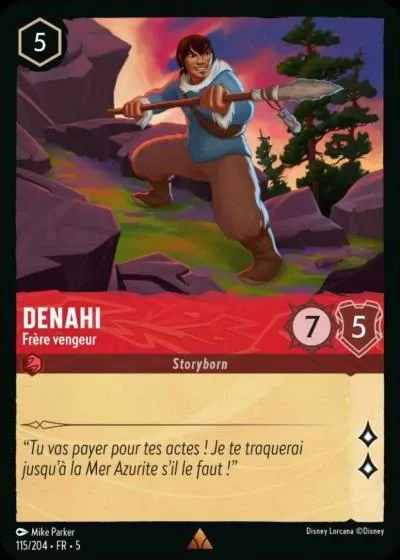 5
DENAHI
Frère vengeur
7
5
Storyborn
“Tu vas payer pour tes actes ! Je te traquerai
jusqu'à la Mer Azurite s'il le faut !”
Mike Parker
115/204 • FR • 5
Disney Lorcana ©Disney